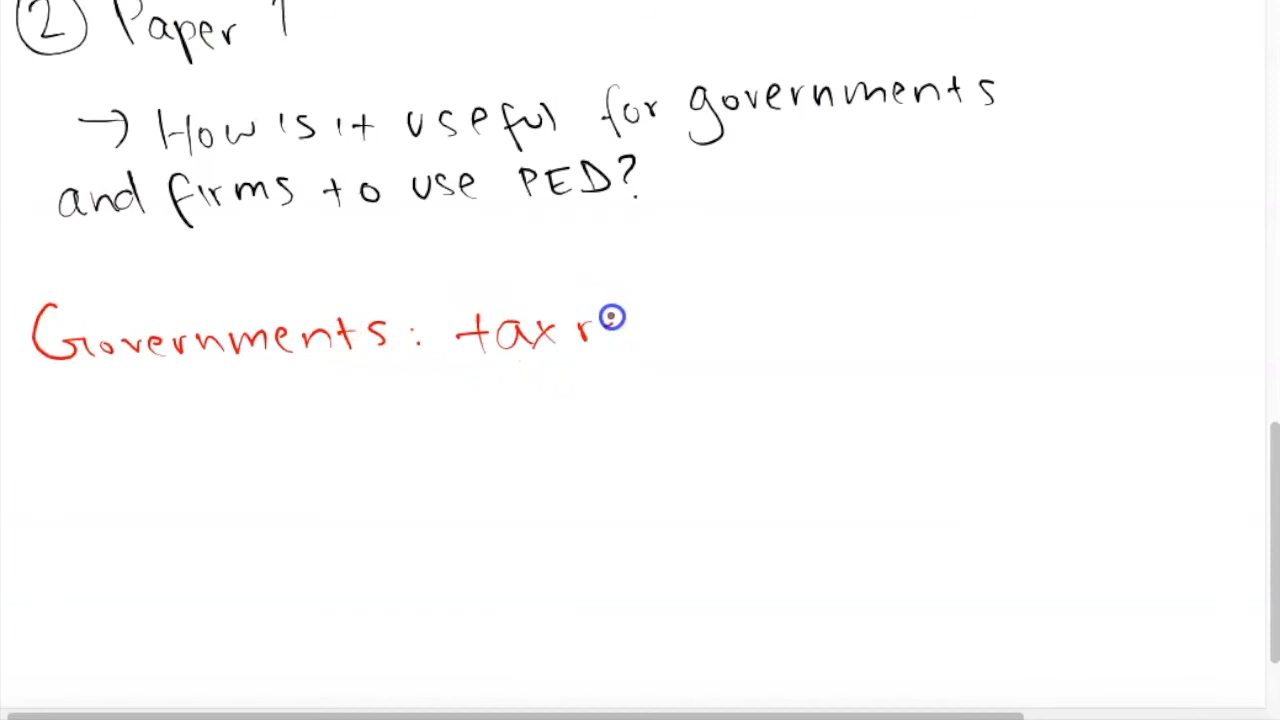 ② Paper 1
→ How is it useful for governments
and firms to use PED?
Governments: tax r